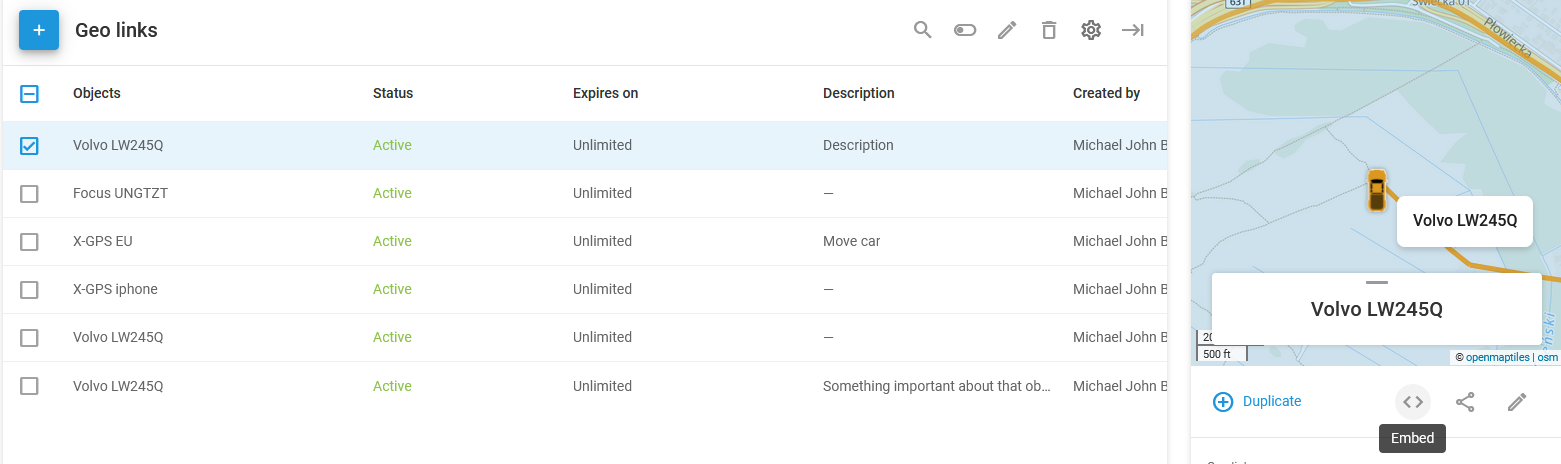 + Geo links
Objects Status Expires on Description Created by
Volvo LW245Q Active Unlimited Description Michael John B
Focus UNGTZT Active Unlimited — Michael John B
X-GPS EU Active Unlimited Move car Michael John B
X-GPS iphone Active Unlimited — Michael John B
Volvo LW245Q Active Unlimited — Michael John B
Volvo LW245Q Active Unlimited Something important about that ob... Michael John B
631
Płowiecka
Volvo LW245Q
Volvo LW245Q
500 ft
© openmaptiles | osm
Duplicate
Embed